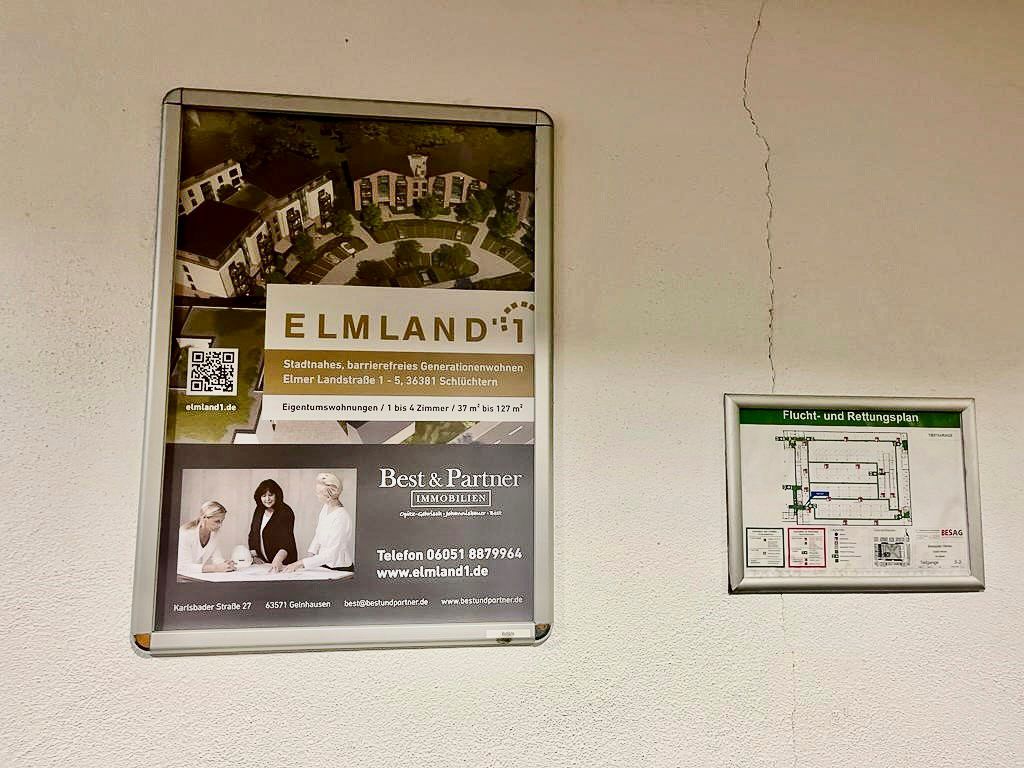 ELMLAND 1
Stadtnahes, barrierefreies Generationenwohnen
Elmer Landstraße 1 - 5, 36381 Schlüchtern
elmland1.de
Eigentumswohnungen / 1 bis 4 Zimmer / 37 m² bis 127 m²
Best & Partner
IMMOBILIEN
Telefon 06051 8879964
www.elmland1.de
Karlsbader Straße 27 63571 Gelnhausen best@bestundpartner.de www.bestundpartner.de
Flucht- und Rettungsplan
TIEFGARAGE
BESAG
Tiefgarage